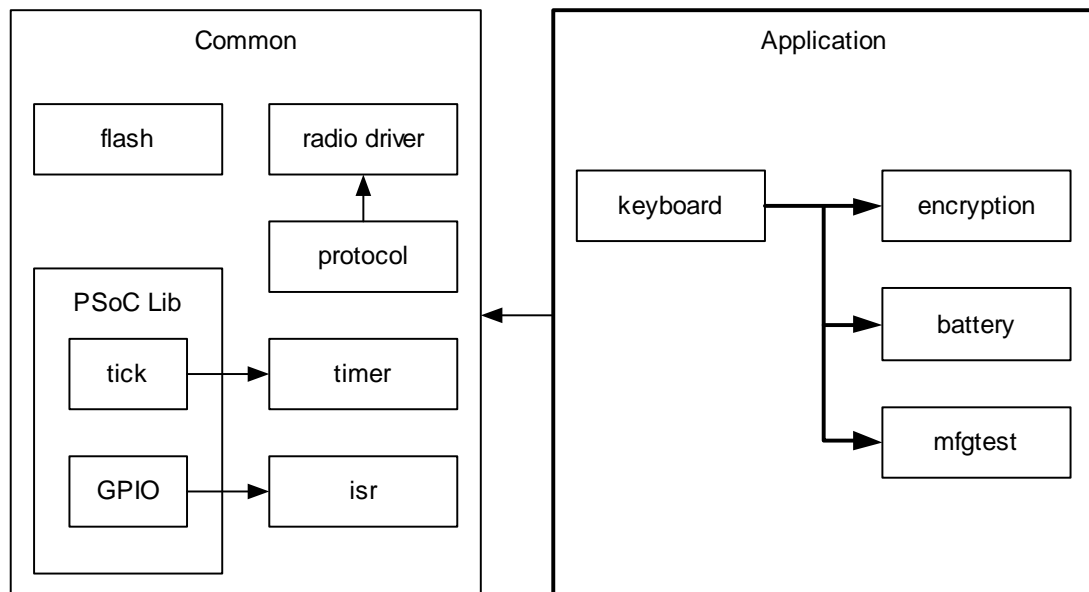 Common
flash
radio driver
protocol
PSoC Lib
tick
timer
GPIO
isr
Application
keyboard
encryption
battery
mfgtest